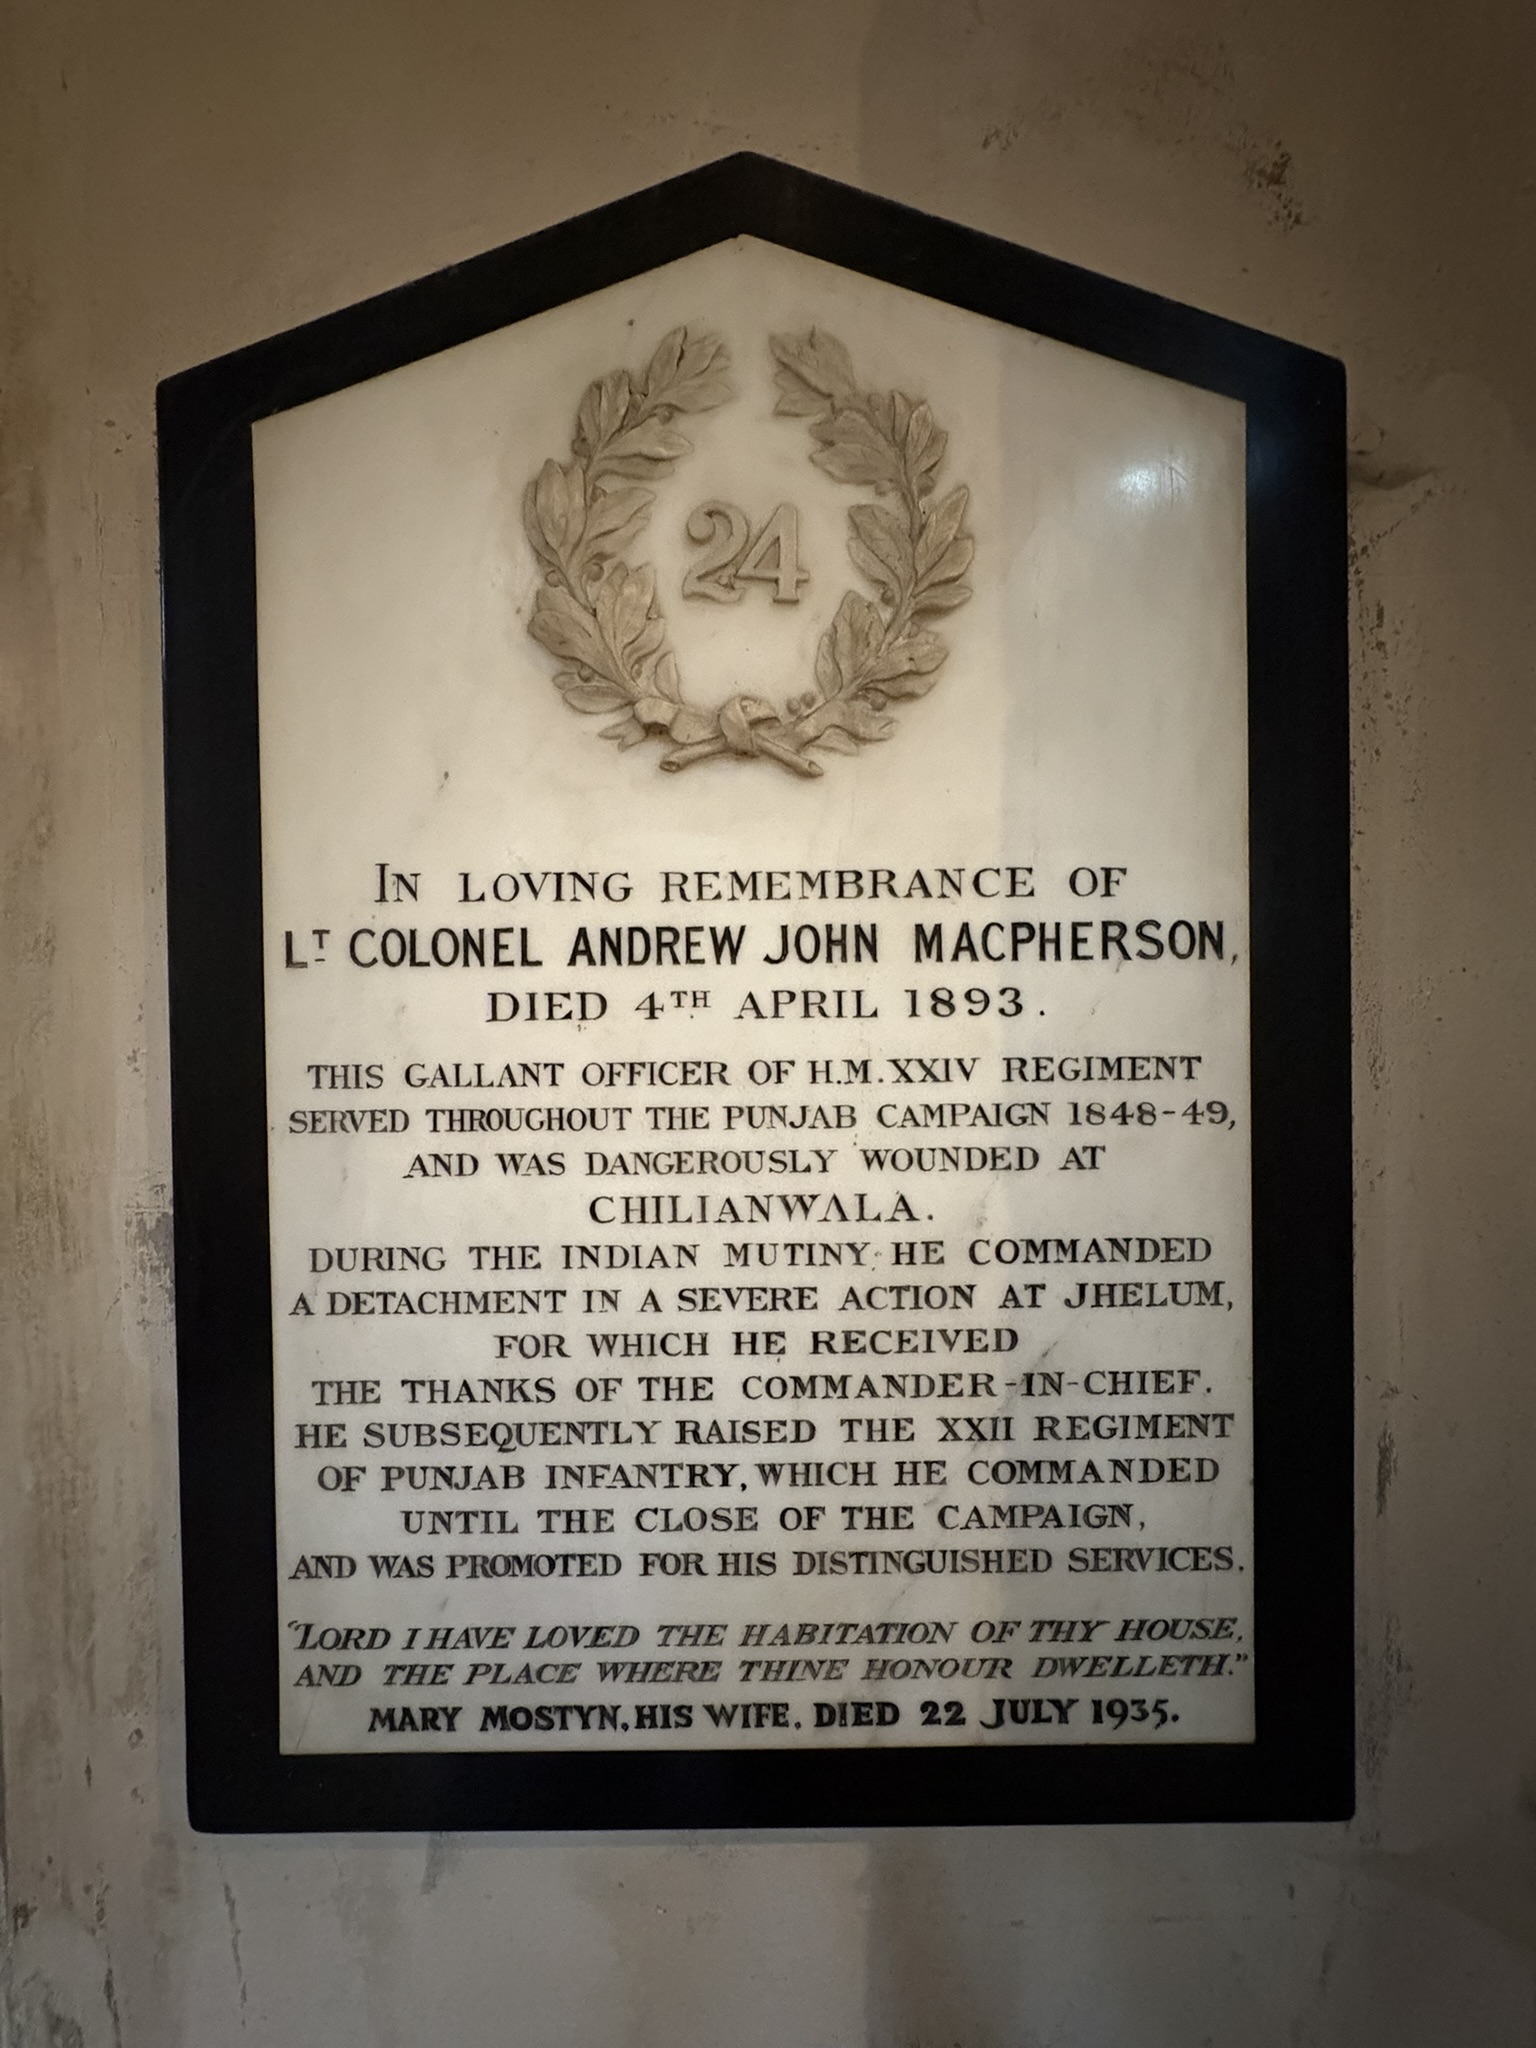 24
IN LOVING REMEMBRANCE OF
LT COLONEL ANDREW JOHN MACPHERSON,
DIED 4TH APRIL 1893.
THIS GALLANT OFFICER OF H.M. XXIV REGIMENT
SERVED THROUGHOUT THE PUNJAB CAMPAIGN 1848-49,
AND WAS DANGEROUSLY WOUNDED AT
CHILIANWALA.
DURING THE INDIAN MUTINY HE COMMANDED
A DETACHMENT IN A SEVERE ACTION AT JHELUM,
FOR WHICH HE RECEIVED
THE THANKS OF THE COMMANDER-IN-CHIEF.
HE SUBSEQUENTLY RAISED THE XXII REGIMENT
OF PUNJAB INFANTRY, WHICH HE COMMANDED
UNTIL THE CLOSE OF THE CAMPAIGN,
AND WAS PROMOTED FOR HIS DISTINGUISHED SERVICES.
"LORD I HAVE LOVED THE HABITATION OF THY HOUSE,
AND THE PLACE WHERE THINE HONOUR DWELLETH."
MARY MOSTYN, HIS WIFE. DIED 22 JULY 1935.